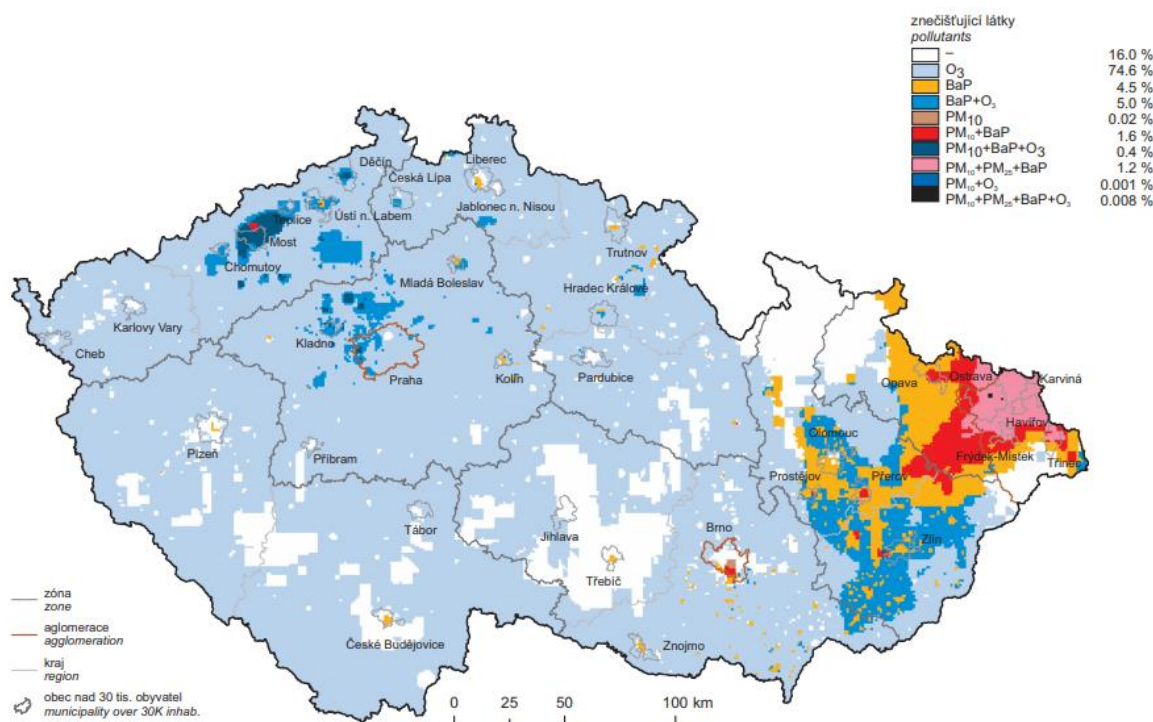 znečišťující látky
pollutants
– 16.0 %
O3 74.6 %
BaP 4.5 %
BaP+O3 5.0 %
PM10 0.02 %
PM10+BaP 1.6 %
PM10+BaP+O3 0.4 %
PM10+PM25+BaP 1.2 %
PM10+O3 0.001 %
PM10+PM25+BaP+O3 0.008 %
Děčín
Liberec
Česká Lípa
Teplice
Ústí n. Labem
Jablonec n. Nisou
Most
Trutnov
Chomutov
Mladá Boleslav
Hradec Králové
Karlovy Vary
Kladno
Cheb
Praha
Kolín
Pardubice
Opava
Ostrava
Karviná
Havířov
Olomouc
Plzeň
Příbram
Frýdek-Místek
Třinec
Prostějov
Přerov
Tábor
Jihlava
Brno
Zlín
Třebíč
České Budějovice
Znojmo
zóna
zone
aglomerace
agglomeration
kraj
region
obec nad 30 tis. obyvatel
municipality over 30K inhab.
0 25 50 100 km